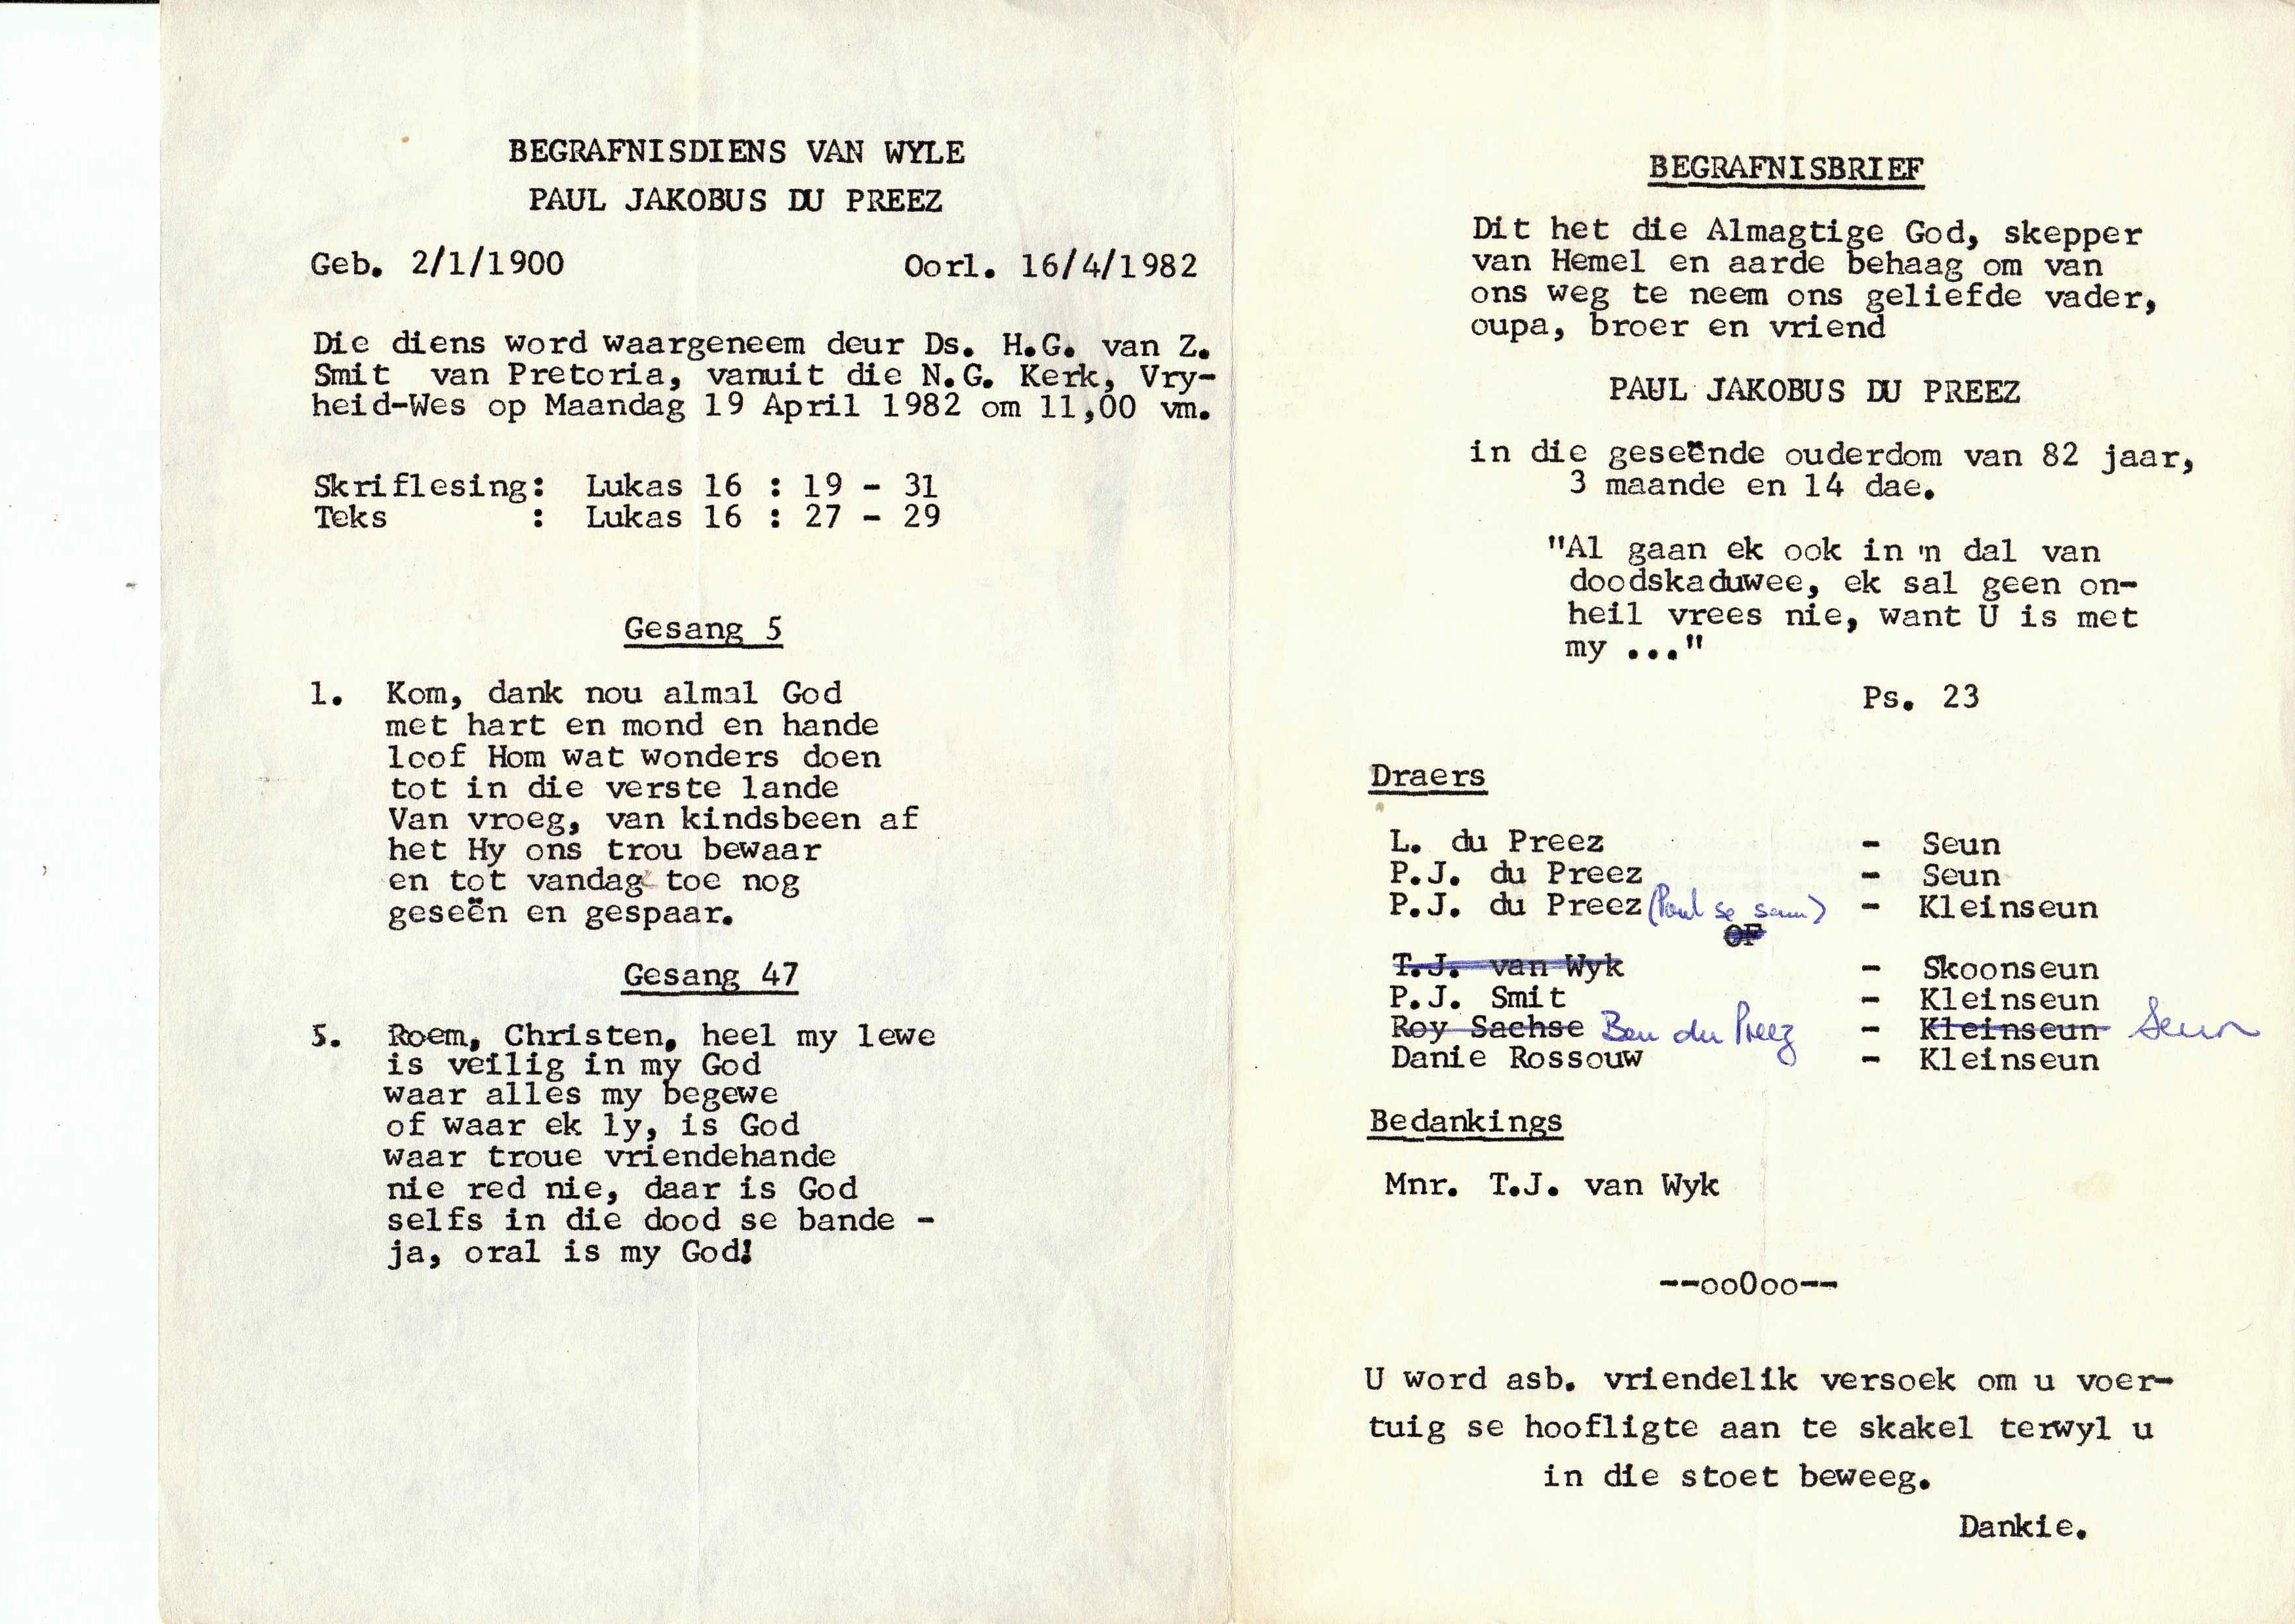 BEGRAFNISDIENS VAN WYLE
PAUL JAKOBUS DU PREEZ
Geb. 2/1/1900 Oorl. 16/4/1982
Die diens word waargeneem deur Ds. H.G. van Z.
Smit van Pretoria, vanuit die N.G. Kerk, Vry-
heid-Wes op Maandag 19 April 1982 om 11,00 vm.
Skriflesing: Lukas 16 : 19 - 31
Teks : Lukas 16 : 27 - 29
Gesang 5
1. Kom, dank nou almal God
met hart en mond en hande
loof Hom wat wonders doen
tot in die verste lande
Van vroeg, van kindsbeen af
het Hy ons trou bewaar
en tot vandag toe nog
geseën en gespaar.
Gesang 47
5. Roem, Christen, heel my lewe
is veilig in my God
waar alles my begewe
of waar ek ly, is God
waar troue vriendehande
nie red nie, daar is God
selfs in die dood se bande -
ja, oral is my God!
BEGRAFNISBRIEF
Dit het die Almagtige God, skepper
van Hemel en aarde behaag om van
ons weg te neem ons geliefde vader,
oupa, broer en vriend
PAUL JAKOBUS DU PREEZ
in die geseënde ouderdom van 82 jaar,
3 maande en 14 dae.
"Al gaan ek ook in 'n dal van
doodskaduwee, ek sal geen on-
heil vrees nie, want U is met
my ..."
Ps. 23
Draers
L. du Preez - Seun
P.J. du Preez - Seun
P.J. du Preez (Paul se seun) - Kleinseun
OF
T.J. van Wyk - Skoonseun
P.J. Smit - Kleinseun
Roy Sachse Ben du Preez - Kleinseun Seun
Danie Rossouw - Kleinseun
Bedankings
Mnr. T.J. van Wyk
--ooOoo--
U word asb. vriendelik versoek om u voer-
tuig se hoofligte aan te skakel terwyl u
in die stoet beweeg.
Dankie.